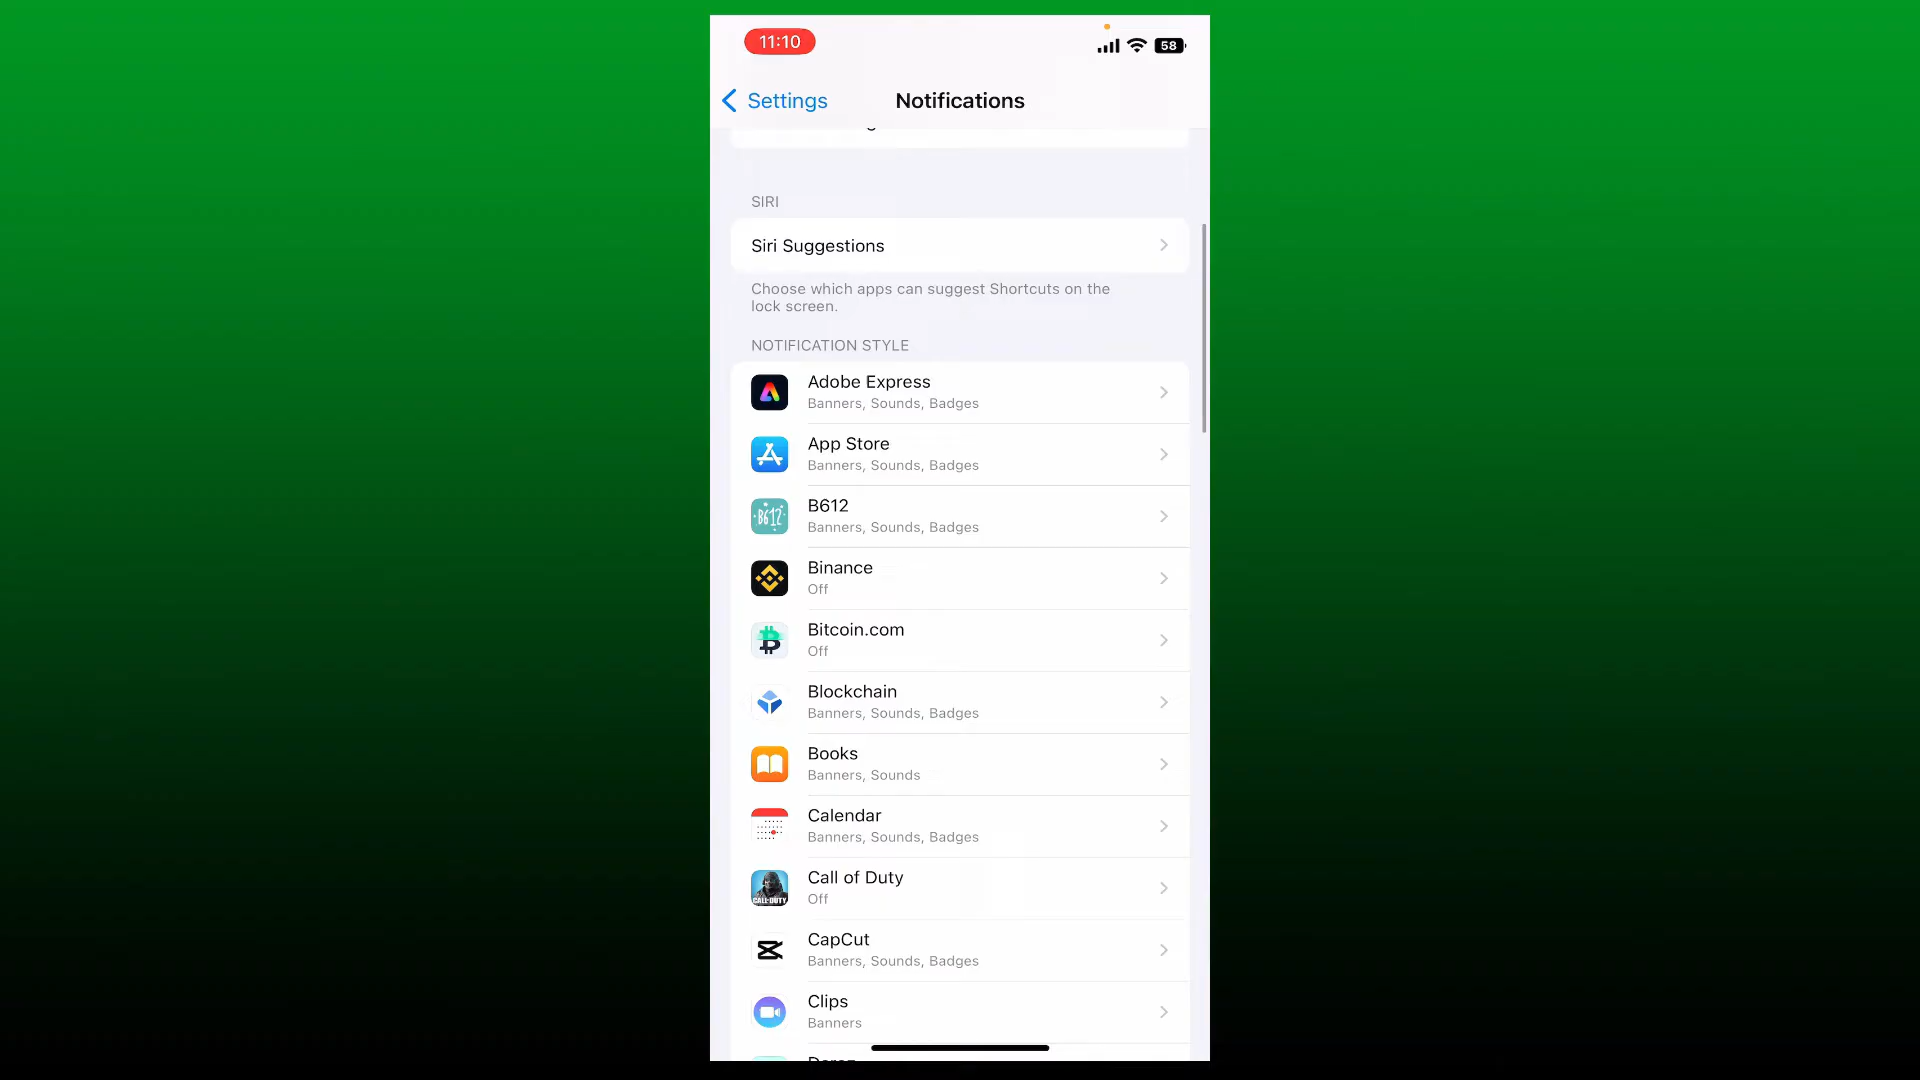 11:10
58
Settings
Notifications
SIRI
Siri Suggestions
Choose which apps can suggest Shortcuts on the
lock screen.
NOTIFICATION STYLE
Adobe Express
Banners, Sounds, Badges
App Store
Banners, Sounds, Badges
B612
B612
Banners, Sounds, Badges
Binance
Off
Bitcoin.com
Off
Blockchain
Banners, Sounds, Badges
Books
Banners, Sounds
Calendar
Banners, Sounds, Badges
CALL·DUTY
Call of Duty
Off
CapCut
Banners, Sounds, Badges
Clips
Banners